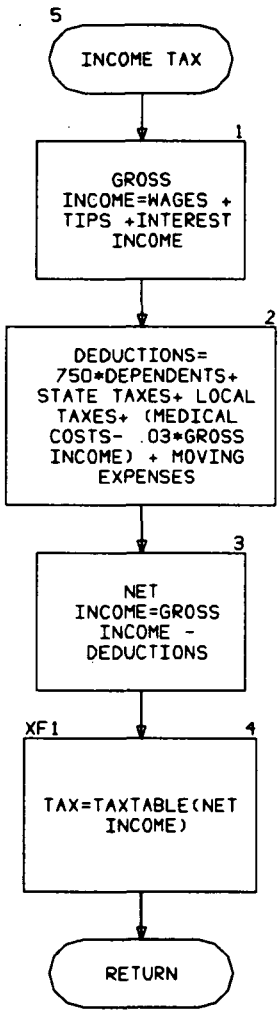 5
INCOME TAX
1
GROSS
INCOME=WAGES +
TIPS +INTEREST
INCOME
2
DEDUCTIONS=
750*DEPENDENTS+
STATE TAXES+ LOCAL
TAXES+ (MEDICAL
COSTS- .03*GROSS
INCOME) + MOVING
EXPENSES
3
NET
INCOME=GROSS
INCOME -
DEDUCTIONS
XF1 4
TAX=TAXTABLE(NET
INCOME)
RETURN